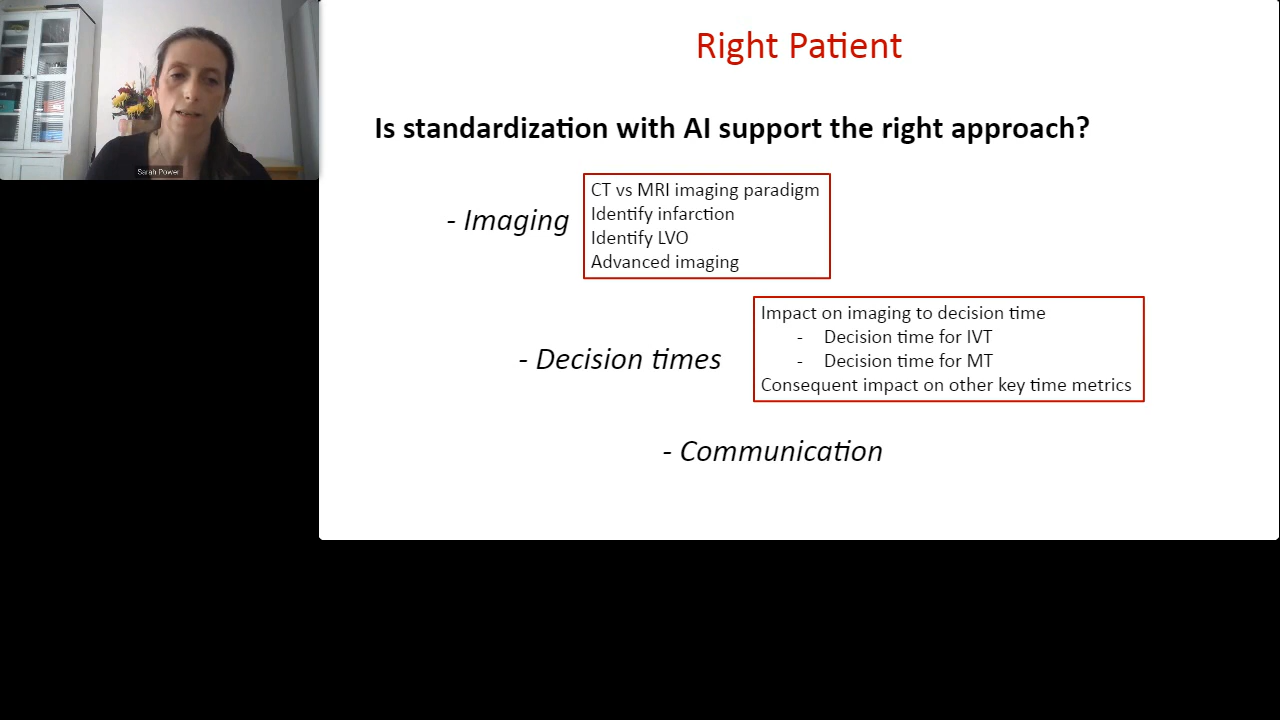 Right Patient
Sarah Power
Is standardization with AI support the right approach?
- Imaging
CT vs MRI imaging paradigm
Identify infarction
Identify LVO
Advanced imaging
- Decision times
Impact on imaging to decision time
- Decision time for IVT
- Decision time for MT
Consequent impact on other key time metrics
- Communication